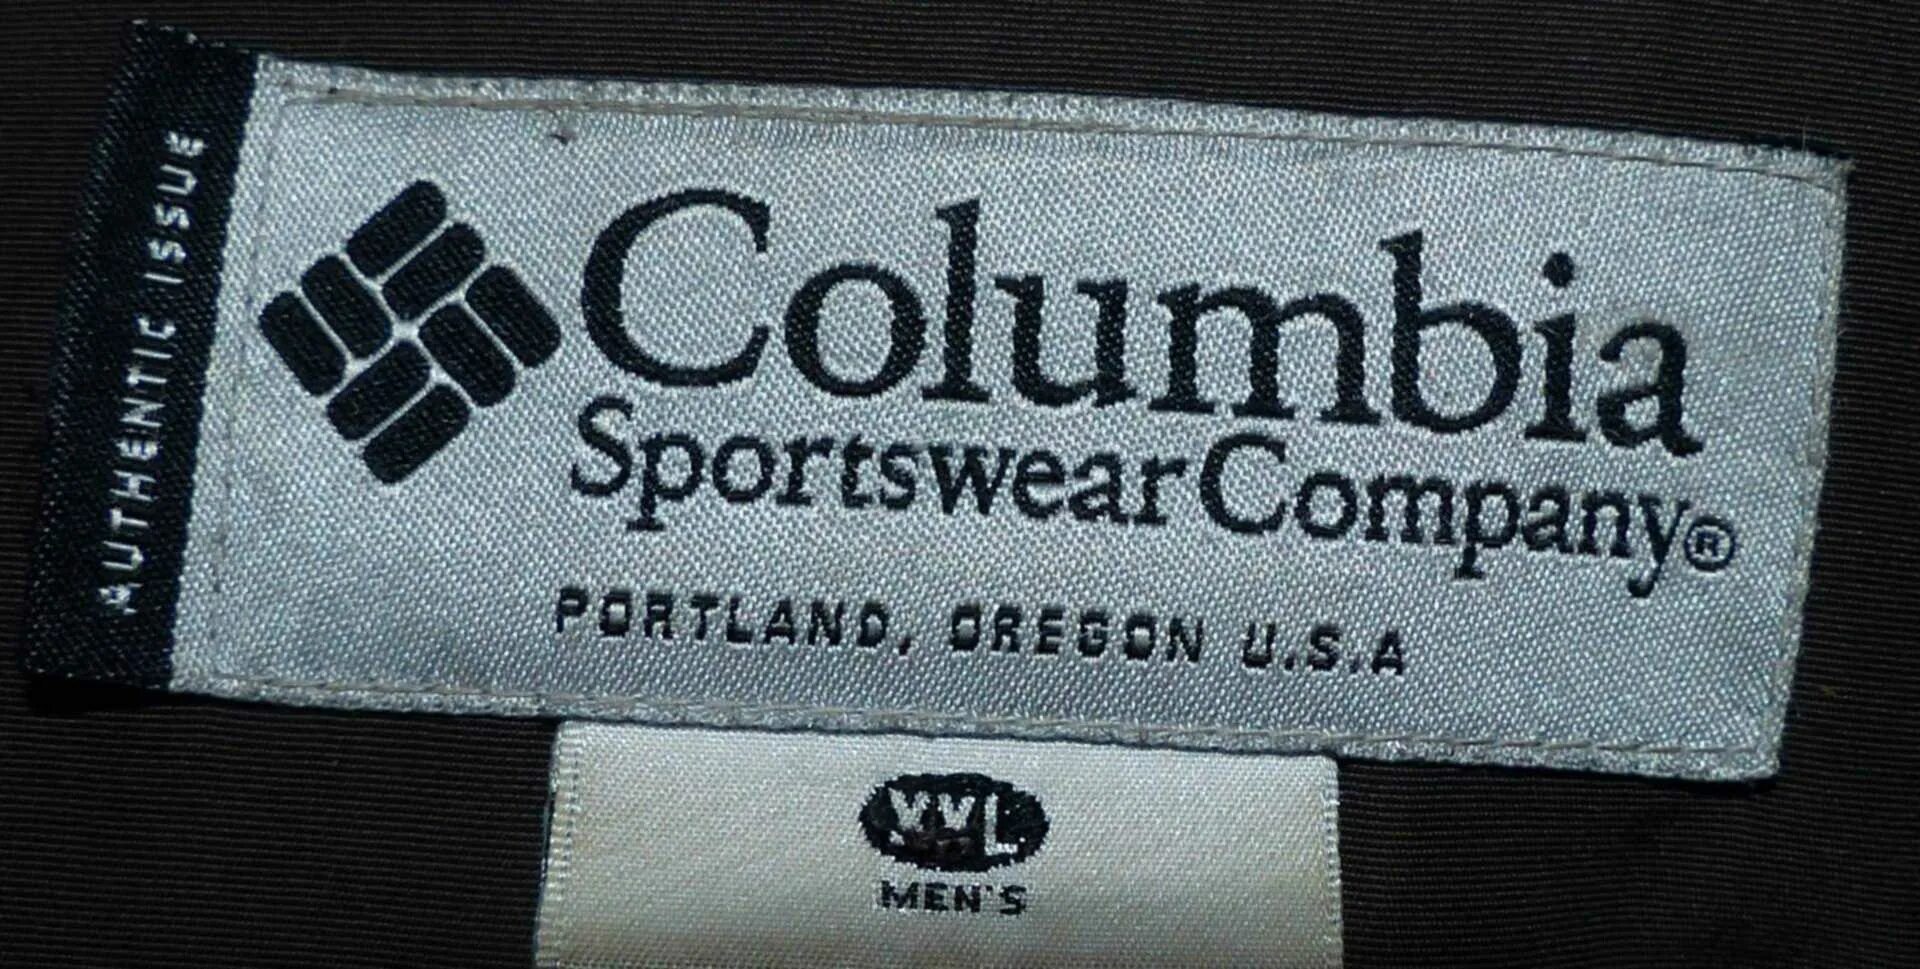 AUTHENTIC ISSUE
Columbia
Sportswear Company®
PORTLAND, OREGON U.S.A
XXL
MEN'S